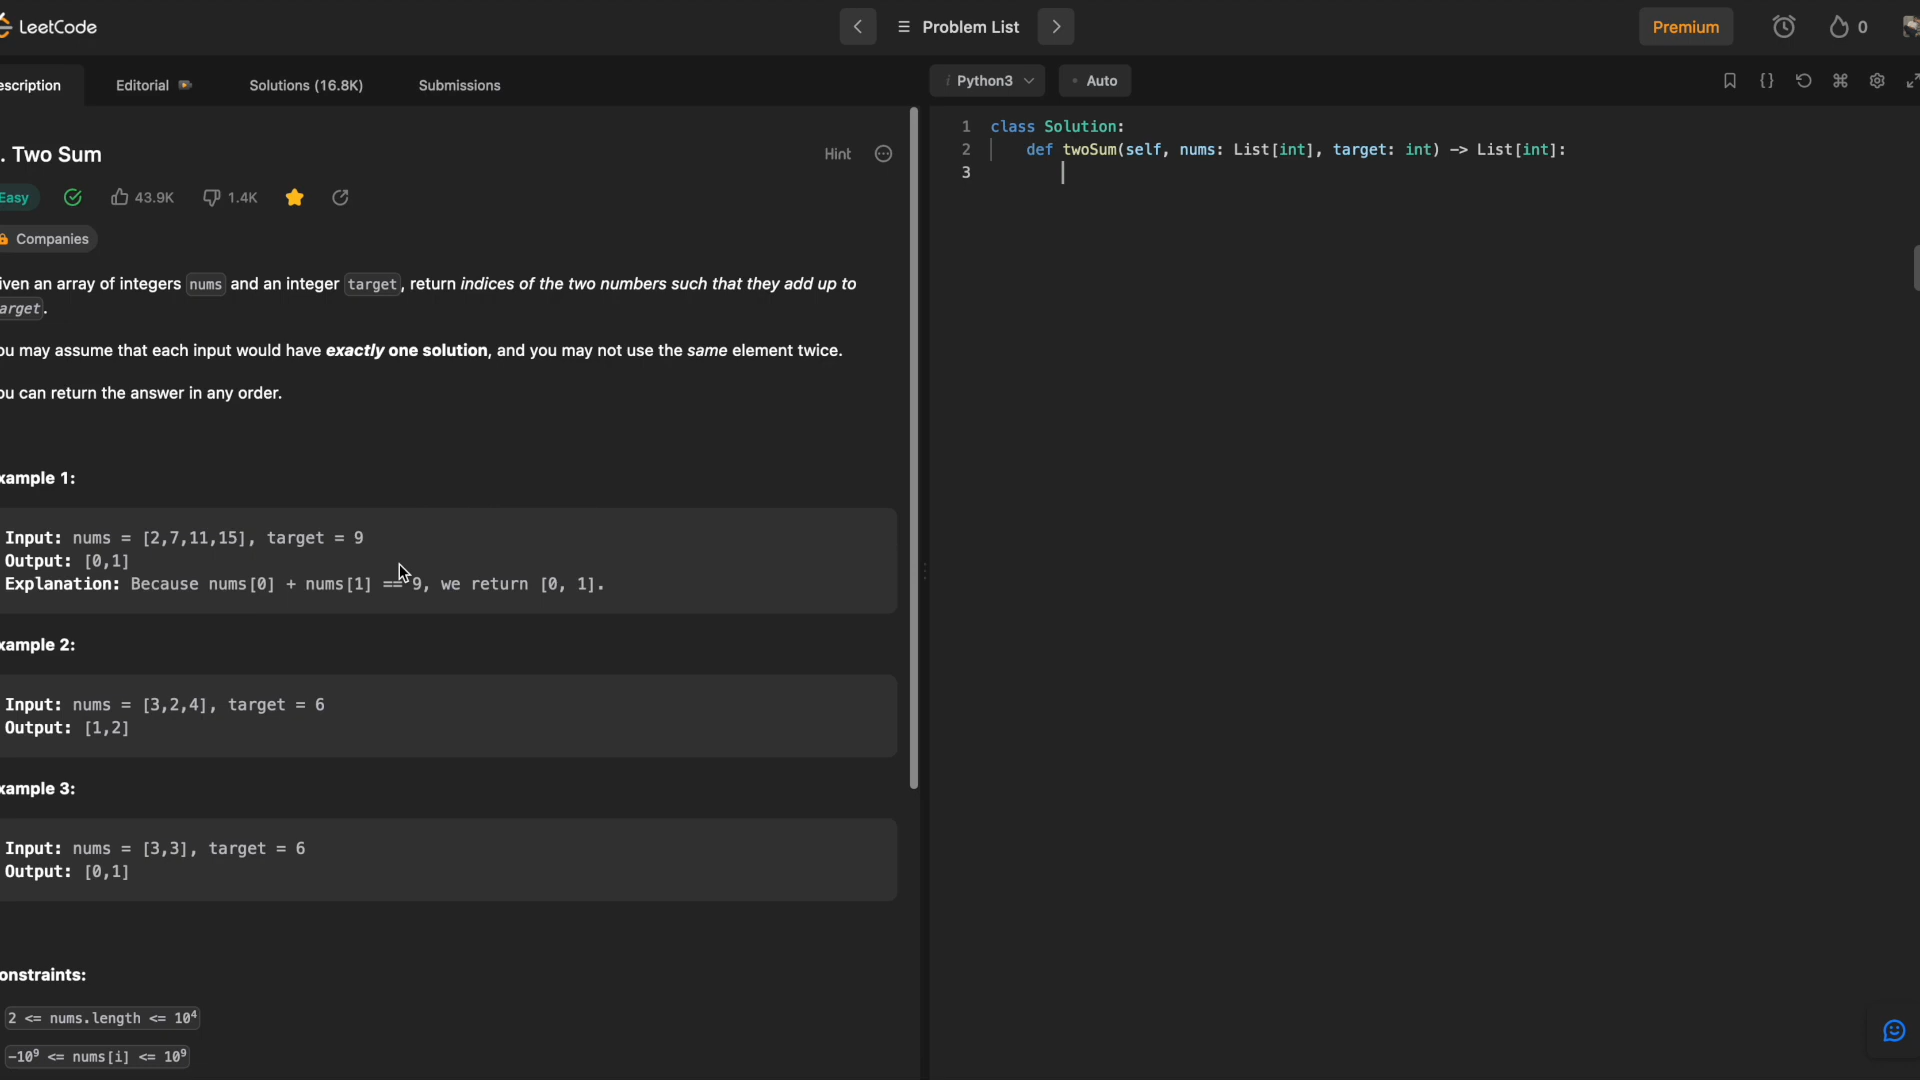 LeetCode
Problem List
Premium
0
escription
Editorial
Solutions (16.8K)
Submissions
. Two Sum
Hint
Easy
43.9K
1.4K
Companies
iven an array of integers nums and an integer target, return indices of the two numbers such that they add up to
arget.
ou may assume that each input would have exactly one solution, and you may not use the same element twice.
ou can return the answer in any order.
xample 1:
Input: nums = [2,7,11,15], target = 9
Output: [0,1]
Explanation: Because nums[0] + nums[1] == 9, we return [0, 1].
xample 2:
Input: nums = [3,2,4], target = 6
Output: [1,2]
xample 3:
Input: nums = [3,3], target = 6
Output: [0,1]
onstraints:
2 <= nums.length <= 10⁴
-10⁹ <= nums[i] <= 10⁹
i Python3
Auto
1 class Solution:
2 def twoSum(self, nums: List[int], target: int) -> List[int]:
3